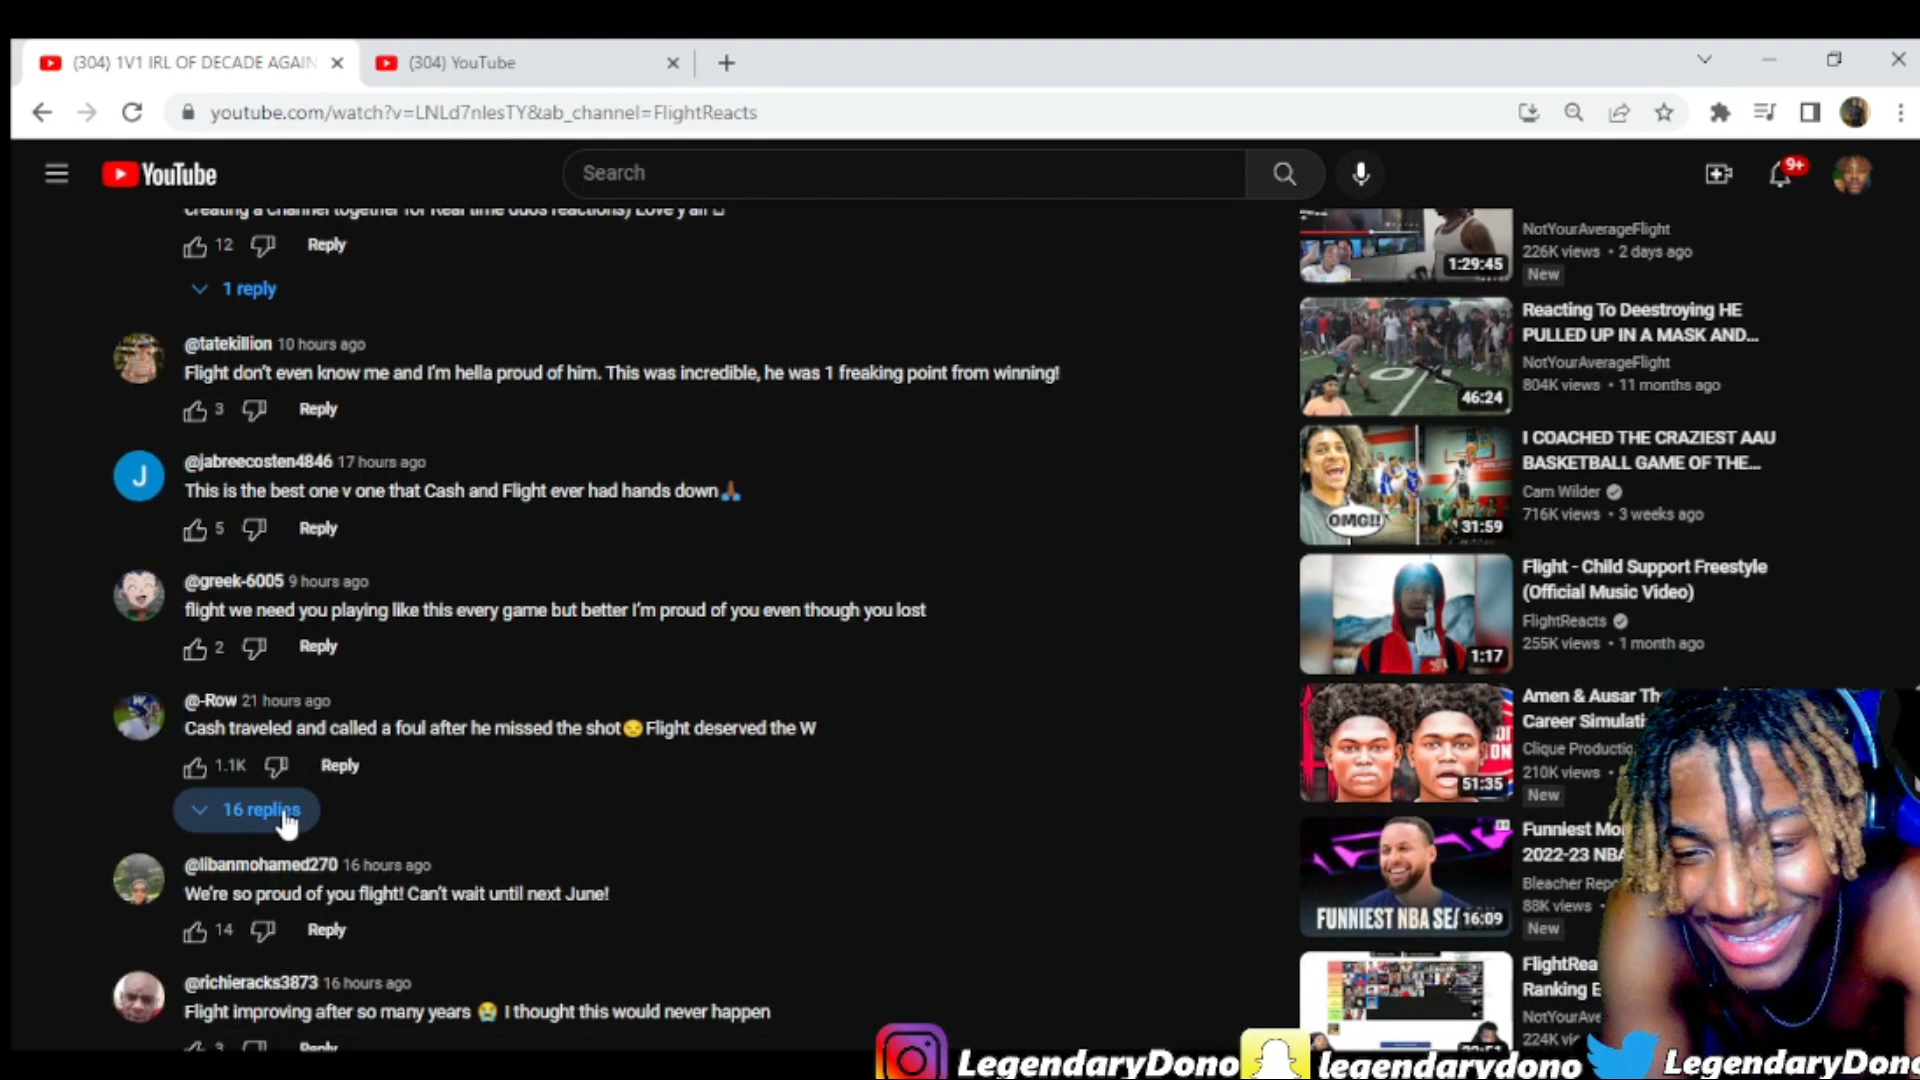 (304) 1V1 IRL OF DECADE AGAIN
(304) YouTube
youtube.com/watch?v=LNLd7nlesTY&ab_channel=FlightReacts
YouTube
Search
9+
creating a channel together for Real time duos reactions) Love y'all
12 Reply
1 reply
@tatekillion 10 hours ago
Flight don't even know me and I'm hella proud of him. This was incredible, he was 1 freaking point from winning!
3 Reply
J
@jabreecosten4846 17 hours ago
This is the best one v one that Cash and Flight ever had hands down🙏🏾
5 Reply
@greek-6005 9 hours ago
flight we need you playing like this every game but better I'm proud of you even though you lost
2 Reply
@-Row 21 hours ago
Cash traveled and called a foul after he missed the shot😒Flight deserved the W
1.1K Reply
16 replies
@libanmohamed270 16 hours ago
We're so proud of you flight! Can't wait until next June!
14 Reply
@richieracks3873 16 hours ago
Flight improving after so many years 😭 I thought this would never happen
3 Reply
1:29:45
NotYourAverageFlight
226K views • 2 days ago
New
46:24
Reacting To Deestroying HE
PULLED UP IN A MASK AND...
NotYourAverageFlight
804K views • 11 months ago
OMG!!
31:59
I COACHED THE CRAZIEST AAU
BASKETBALL GAME OF THE...
Cam Wilder
716K views • 3 weeks ago
1:17
Flight - Child Support Freestyle
(Official Music Video)
FlightReacts
255K views • 1 month ago
51:35
Amen & Ausar Th
Career Simulati
Clique Productio
210K views •
New
FUNNIEST NBA SEA
16:09
Funniest Mo
2022-23 NBA
Bleacher Repo
88K views •
New
FlightRea
Ranking E
NotYourAve
224K vi
LegendaryDono
legendarydono
LegendaryDono